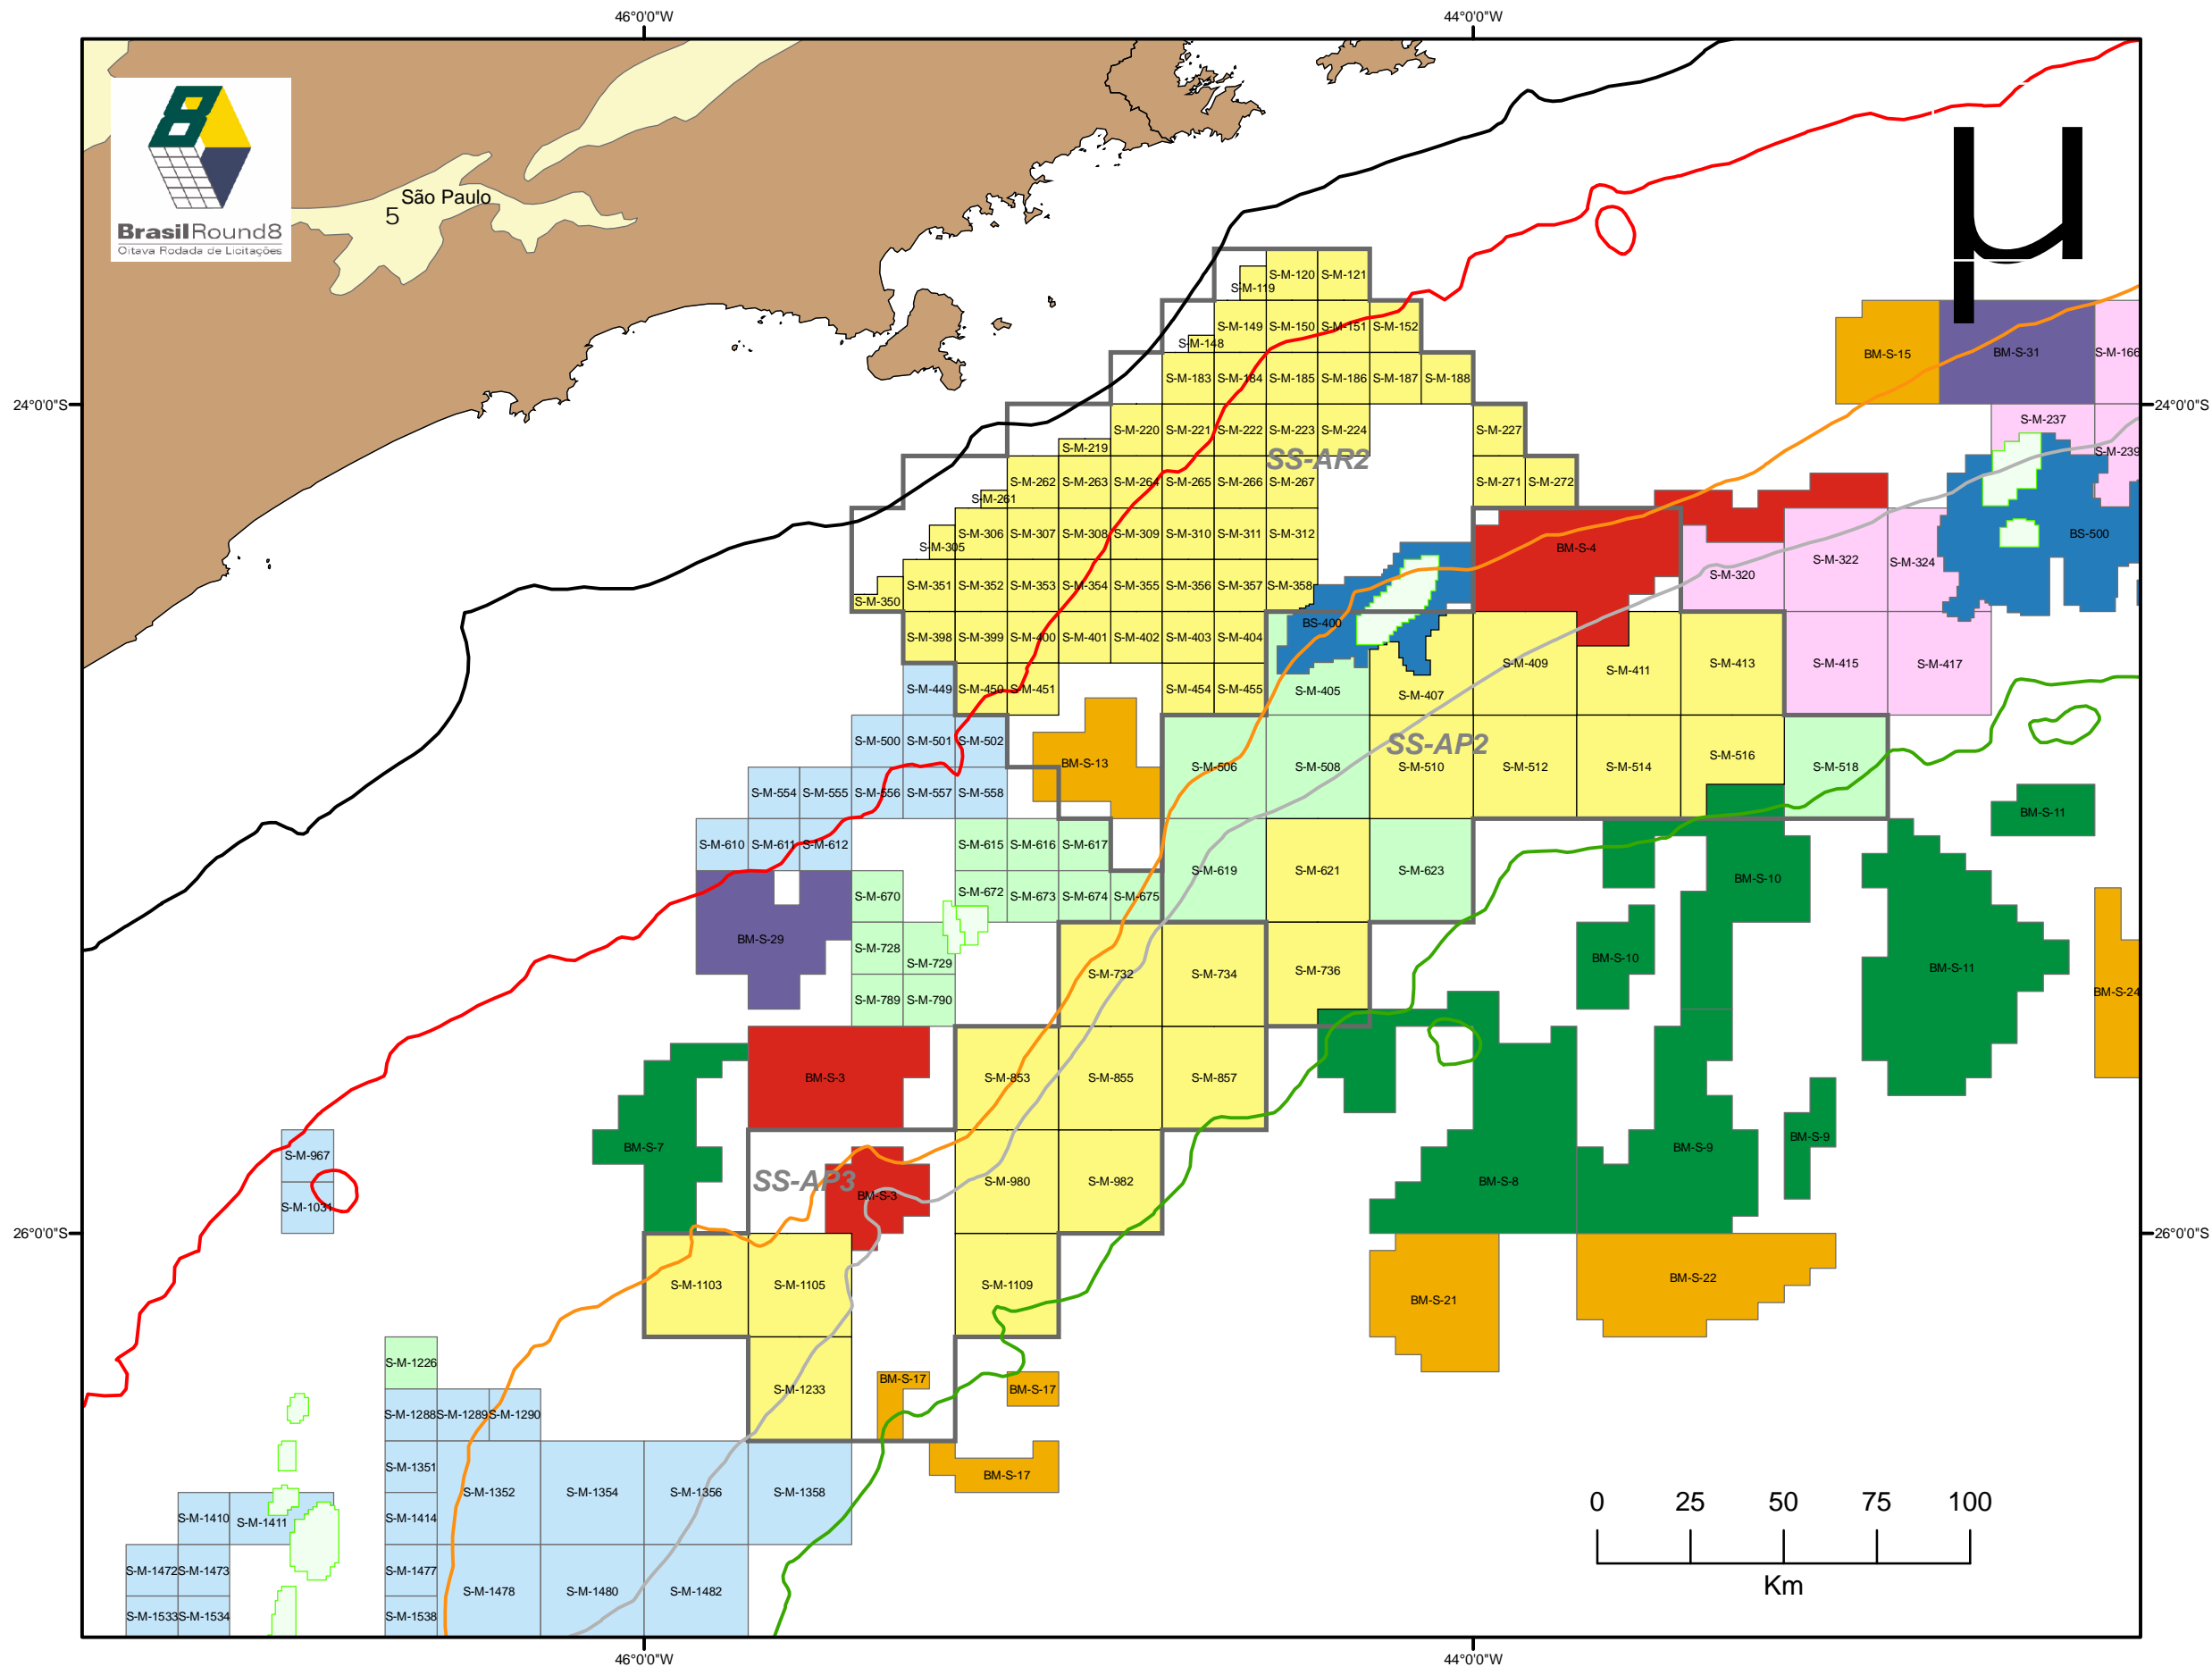 46°0'0"W 44°0'0"W
BrasilRound8
Oitava Rodada de Licitações
São Paulo
5
µ
S-M-120 S-M-121
S-M-119
S-M-149 S-M-150 S-M-151 S-M-152
S-M-148
BM-S-15 BM-S-31 S-M-166
S-M-183 S-M-184 S-M-185 S-M-186 S-M-187 S-M-188
24°0'0"S 24°0'0"S
S-M-237
S-M-220 S-M-221 S-M-222 S-M-223 S-M-224 S-M-227
S-M-219 S-M-239
SS-AR2
S-M-262 S-M-263 S-M-264 S-M-265 S-M-266 S-M-267 S-M-271 S-M-272
S-M-261
S-M-306 S-M-307 S-M-308 S-M-309 S-M-310 S-M-311 S-M-312 BS-500
S-M-305 BM-S-4
S-M-322 S-M-324
S-M-320
S-M-351 S-M-352 S-M-353 S-M-354 S-M-355 S-M-356 S-M-357 S-M-358
S-M-350
BS-400
S-M-398 S-M-399 S-M-400 S-M-401 S-M-402 S-M-403 S-M-404
S-M-409 S-M-411 S-M-413 S-M-415 S-M-417
S-M-449 S-M-450 S-M-451 S-M-454 S-M-455 S-M-405 S-M-407
S-M-500 S-M-501 S-M-502 SS-AP2
BM-S-13 S-M-506 S-M-508 S-M-510 S-M-512 S-M-514 S-M-516 S-M-518
S-M-554 S-M-555 S-M-556 S-M-557 S-M-558
BM-S-11
S-M-610 S-M-611 S-M-612 S-M-615 S-M-616 S-M-617
S-M-619 S-M-621 S-M-623 BM-S-10
S-M-670 S-M-672 S-M-673 S-M-674 S-M-675
BM-S-29 S-M-728 S-M-729
BM-S-10 BM-S-11
S-M-732 S-M-734 S-M-736
S-M-789 S-M-790 BM-S-24
BM-S-3 S-M-853 S-M-855 S-M-857
BM-S-7 BM-S-9 BM-S-9
S-M-967
SS-AP3 BM-S-3 S-M-980 S-M-982 BM-S-8
S-M-1031
26°0'0"S 26°0'0"S
S-M-1103 S-M-1105 S-M-1109 BM-S-21 BM-S-22
S-M-1226
S-M-1233 BM-S-17 BM-S-17
S-M-1288 S-M-1289 S-M-1290
S-M-1351 BM-S-17
S-M-1352 S-M-1354 S-M-1356 S-M-1358
0 25 50 75 100
S-M-1410 S-M-1411 S-M-1414
S-M-1472 S-M-1473 S-M-1477
Km
S-M-1478 S-M-1480 S-M-1482
S-M-1533 S-M-1534 S-M-1538
46°0'0"W 44°0'0"W